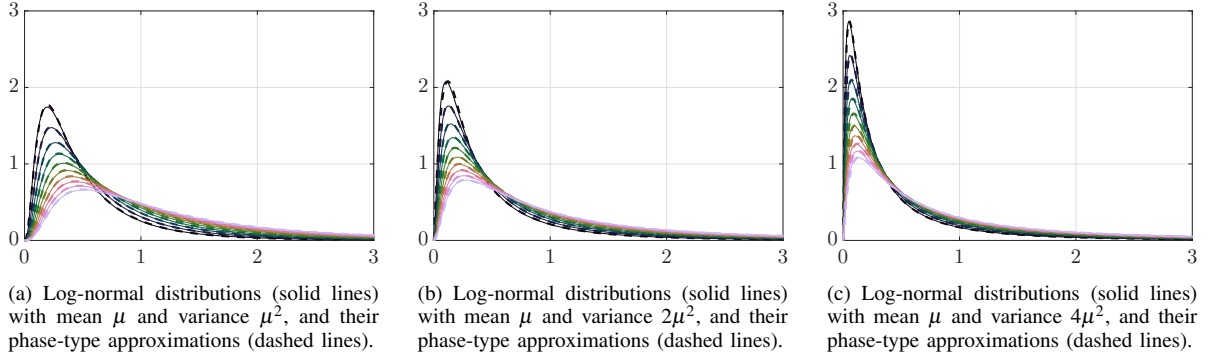 3
2
1
0
0
1
2
3
3
2
1
0
0
1
2
3
3
2
1
0
0
1
2
3
(a) Log-normal distributions (solid lines)
with mean μ and variance μ², and their
phase-type approximations (dashed lines).
(b) Log-normal distributions (solid lines)
with mean μ and variance 2μ², and their
phase-type approximations (dashed lines).
(c) Log-normal distributions (solid lines)
with mean μ and variance 4μ², and their
phase-type approximations (dashed lines).